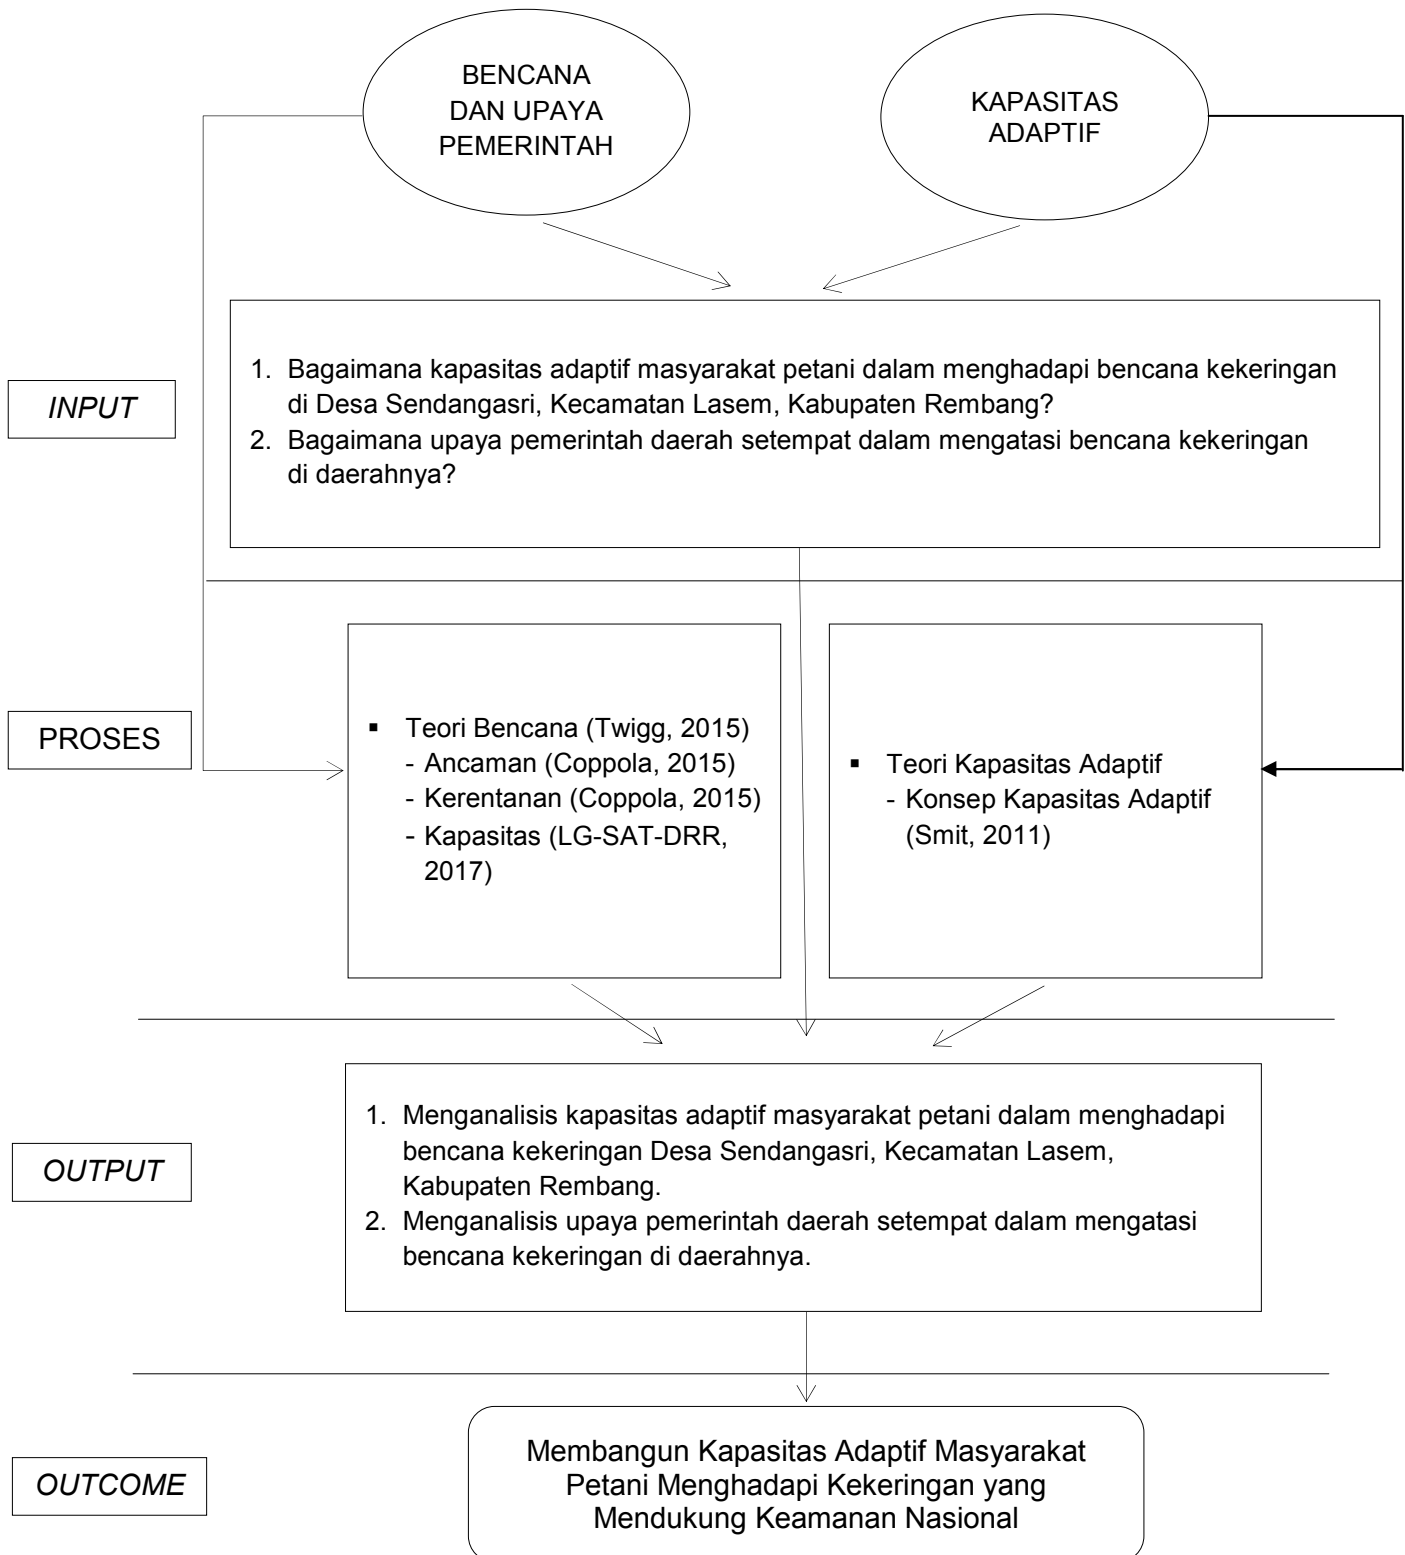 BENCANA
DAN UPAYA
PEMERINTAH
KAPASITAS
ADAPTIF
INPUT
1. Bagaimana kapasitas adaptif masyarakat petani dalam menghadapi bencana kekeringan
di Desa Sendangasri, Kecamatan Lasem, Kabupaten Rembang?
2. Bagaimana upaya pemerintah daerah setempat dalam mengatasi bencana kekeringan
di daerahnya?
PROSES
▪ Teori Bencana (Twigg, 2015)
- Ancaman (Coppola, 2015)
- Kerentanan (Coppola, 2015)
- Kapasitas (LG-SAT-DRR,
2017)
▪ Teori Kapasitas Adaptif
- Konsep Kapasitas Adaptif
(Smit, 2011)
OUTPUT
1. Menganalisis kapasitas adaptif masyarakat petani dalam menghadapi
bencana kekeringan Desa Sendangasri, Kecamatan Lasem,
Kabupaten Rembang.
2. Menganalisis upaya pemerintah daerah setempat dalam mengatasi
bencana kekeringan di daerahnya.
OUTCOME
Membangun Kapasitas Adaptif Masyarakat
Petani Menghadapi Kekeringan yang
Mendukung Keamanan Nasional